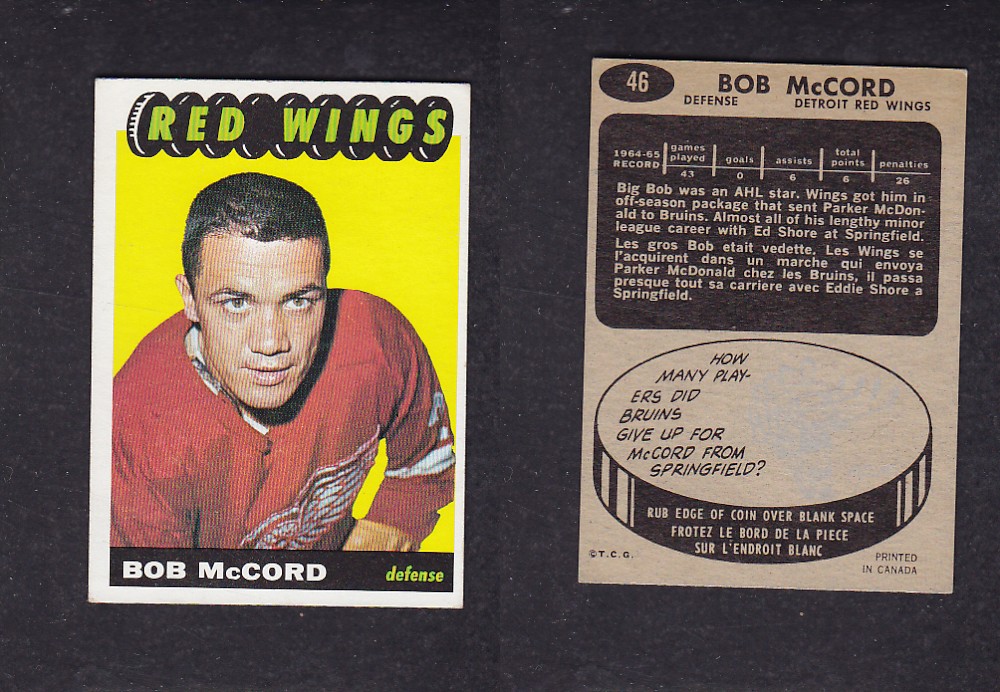 RED WINGS
BOB McCORD
defense
46
BOB McCORD
DEFENSE DETROIT RED WINGS
1964-65 RECORD games played goals assists total points penalties
43 0 6 6 26
Big Bob was an AHL star. Wings got him in
off-season package that sent Parker McDon-
ald to Bruins. Almost all of his lengthy minor
league career with Ed Shore at Springfield.
Les gros Bob etait vedette. Les Wings se
l'acquirent dans un marche qui envoya
Parker McDonald chez les Bruins, il passa
presque tout sa carriere avec Eddie Shore a
Springfield.
HOW
MANY PLAY-
ERS DID
BRUINS
GIVE UP FOR
McCORD FROM
SPRINGFIELD?
RUB EDGE OF COIN OVER BLANK SPACE
FROTEZ LE BORD DE LA PIECE
SUR L'ENDROIT BLANC
©T.C.G.
PRINTED
IN CANADA